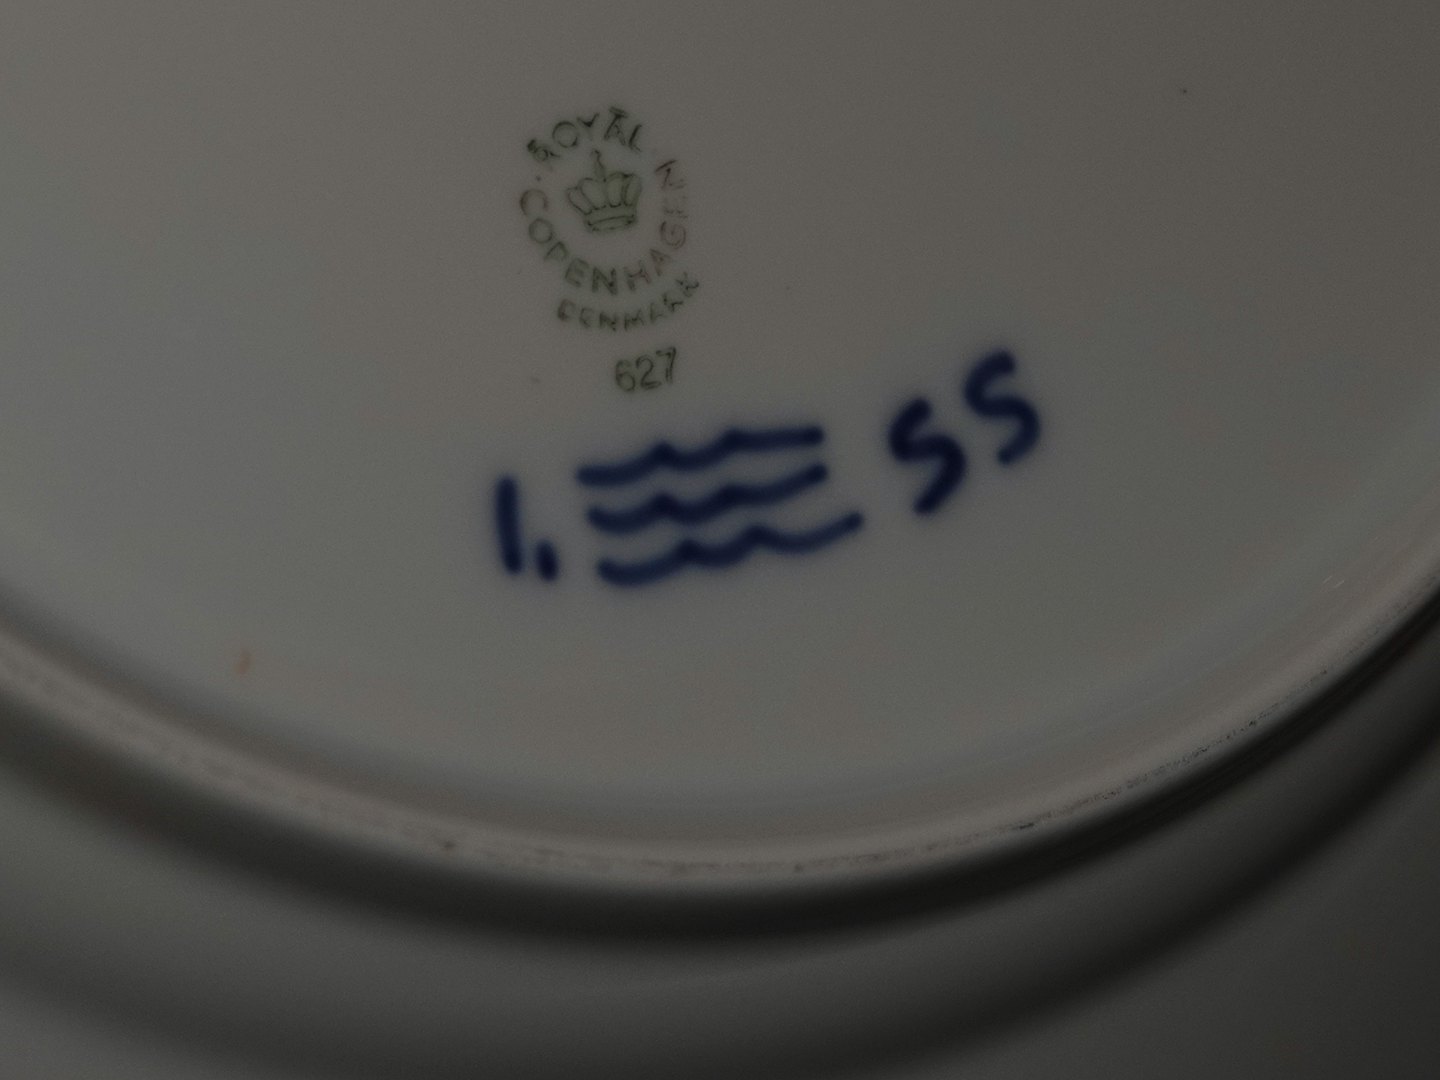 ROYAL
COPENHAGEN
DENMARK
627
1, SS